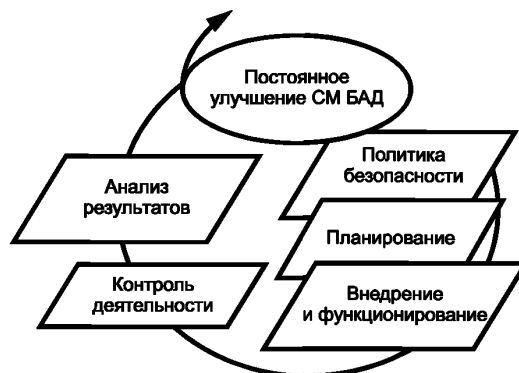 Постоянное
улучшение СМ БАД
Политика
безопасности
Планирование
Внедрение
и функционирование
Контроль
деятельности
Анализ
результатов